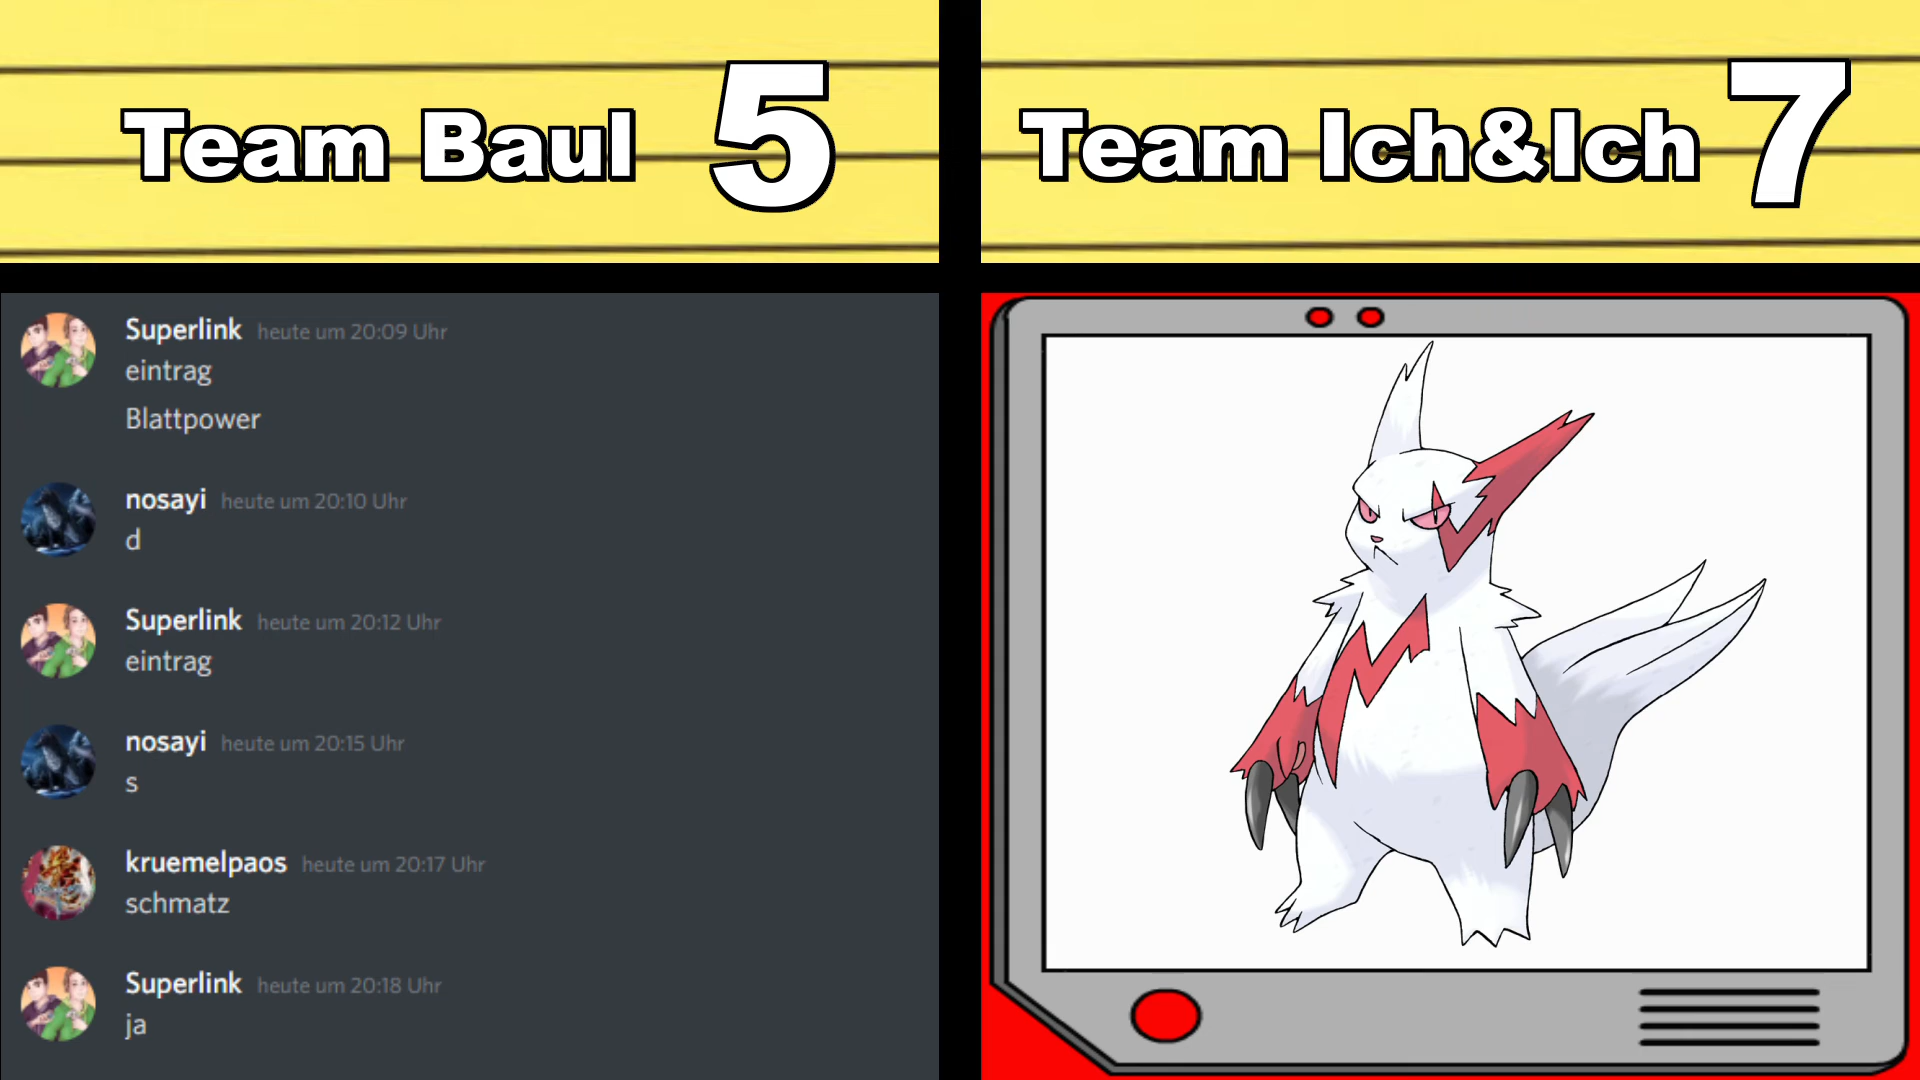 Team Baul 5
Team Ich&Ich 7
Superlink heute um 20:09 Uhr
eintrag
Blattpower
nosayi heute um 20:10 Uhr
d
Superlink heute um 20:12 Uhr
eintrag
nosayi heute um 20:15 Uhr
s
kruemelpaos heute um 20:17 Uhr
schmatz
Superlink heute um 20:18 Uhr
ja